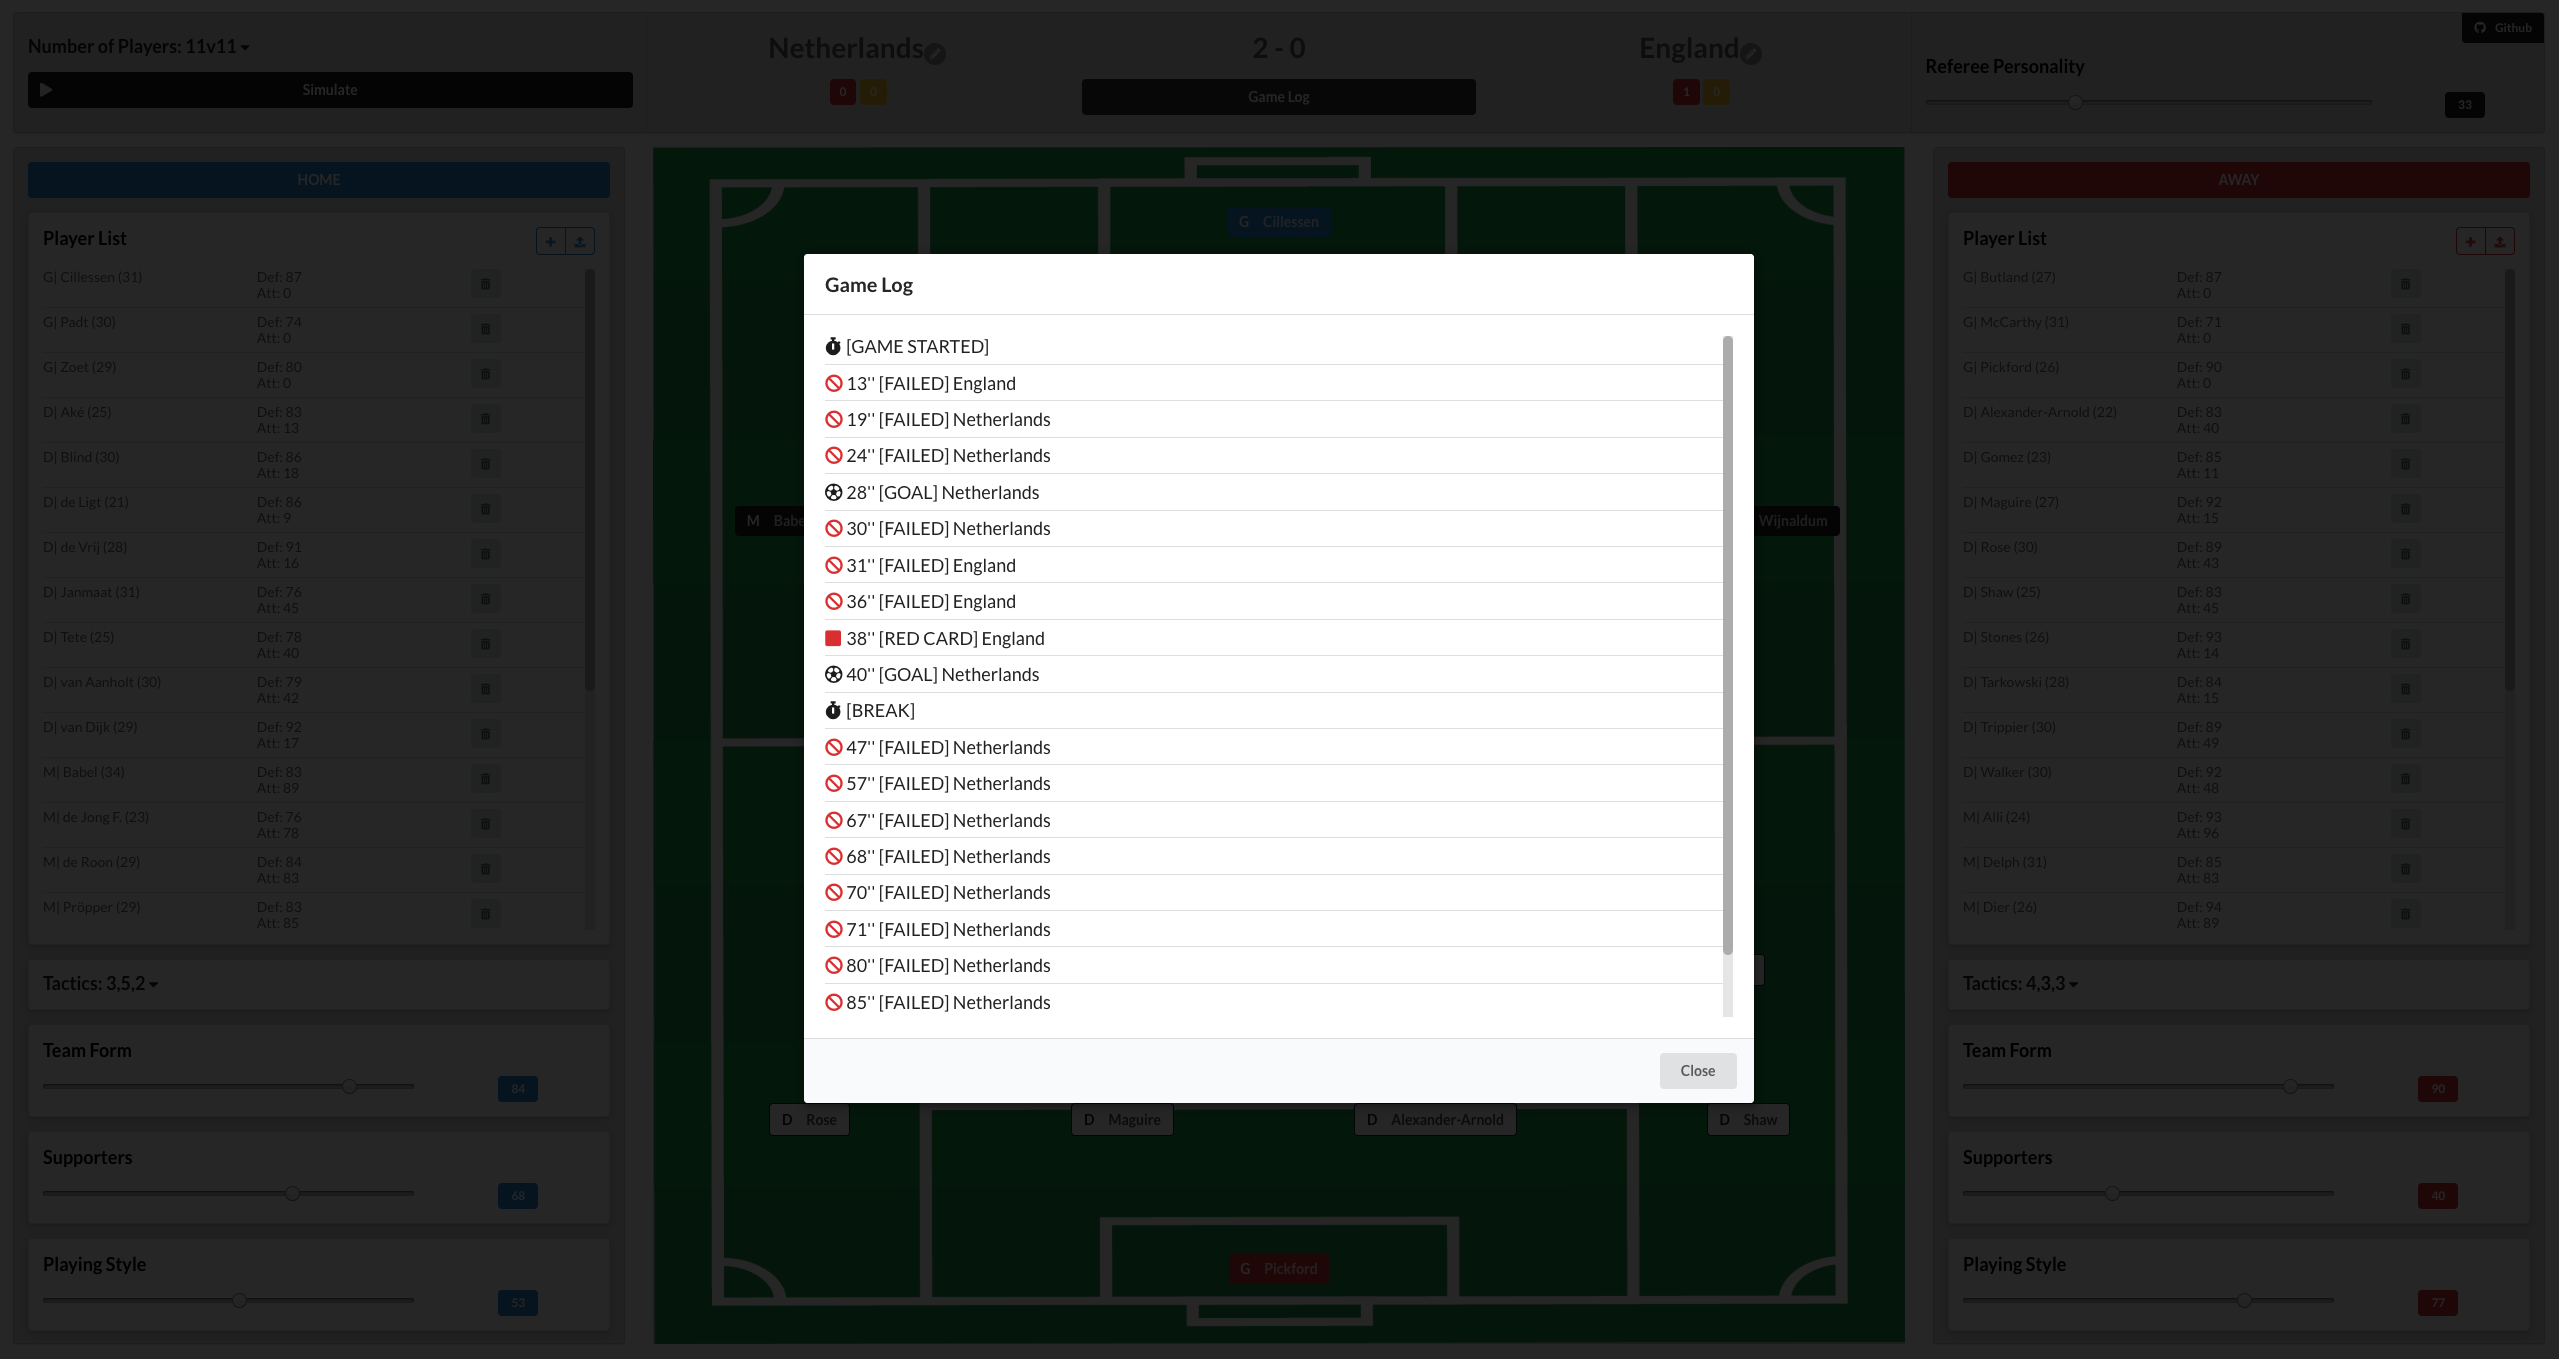 Github
Number of Players: 11v11
Simulate
Netherlands
0 0
2 - 0
Game Log
England
1 0
Referee Personality
33
HOME
Player List
G| Cillessen (31) Def: 87
Att: 0
G| Padt (30) Def: 74
Att: 0
G| Zoet (29) Def: 80
Att: 0
D| Aké (25) Def: 83
Att: 13
D| Blind (30) Def: 86
Att: 18
D| de Ligt (21) Def: 86
Att: 9
D| de Vrij (28) Def: 91
Att: 16
D| Janmaat (31) Def: 76
Att: 45
D| Tete (25) Def: 78
Att: 40
D| van Aanholt (30) Def: 79
Att: 42
D| van Dijk (29) Def: 92
Att: 17
M| Babel (34) Def: 83
Att: 89
M| de Jong F. (23) Def: 76
Att: 78
M| de Roon (29) Def: 84
Att: 83
M| Pröpper (29) Def: 83
Att: 85
Tactics: 3,5,2
Team Form
84
Supporters
68
Playing Style
53
G Cillessen
M Babe
Wijnaldum
Game Log
[GAME STARTED]
13'' [FAILED] England
19'' [FAILED] Netherlands
24'' [FAILED] Netherlands
28'' [GOAL] Netherlands
30'' [FAILED] Netherlands
31'' [FAILED] England
36'' [FAILED] England
38'' [RED CARD] England
40'' [GOAL] Netherlands
[BREAK]
47'' [FAILED] Netherlands
57'' [FAILED] Netherlands
67'' [FAILED] Netherlands
68'' [FAILED] Netherlands
70'' [FAILED] Netherlands
71'' [FAILED] Netherlands
80'' [FAILED] Netherlands
85'' [FAILED] Netherlands
Close
D Rose
D Maguire
D Alexander-Arnold
D Shaw
G Pickford
AWAY
Player List
G| Butland (27) Def: 87
Att: 0
G| McCarthy (31) Def: 71
Att: 0
G| Pickford (26) Def: 90
Att: 0
D| Alexander-Arnold (22) Def: 83
Att: 40
D| Gomez (23) Def: 85
Att: 11
D| Maguire (27) Def: 92
Att: 15
D| Rose (30) Def: 89
Att: 43
D| Shaw (25) Def: 83
Att: 45
D| Stones (26) Def: 93
Att: 14
D| Tarkowski (28) Def: 84
Att: 15
D| Trippier (30) Def: 89
Att: 49
D| Walker (30) Def: 92
Att: 48
M| Alli (24) Def: 93
Att: 96
M| Delph (31) Def: 85
Att: 83
M| Dier (26) Def: 94
Att: 89
Tactics: 4,3,3
Team Form
90
Supporters
40
Playing Style
77